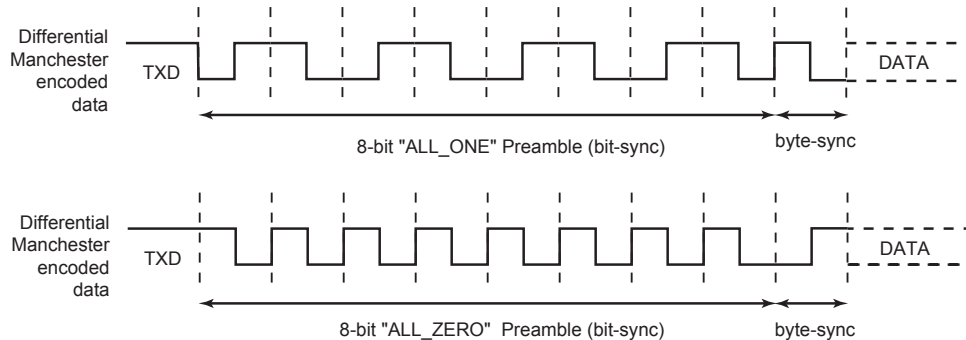 Differential
Manchester
encoded
data
TXD
DATA
8-bit "ALL_ONE" Preamble (bit-sync)
byte-sync
Differential
Manchester
encoded
data
TXD
DATA
8-bit "ALL_ZERO" Preamble (bit-sync)
byte-sync